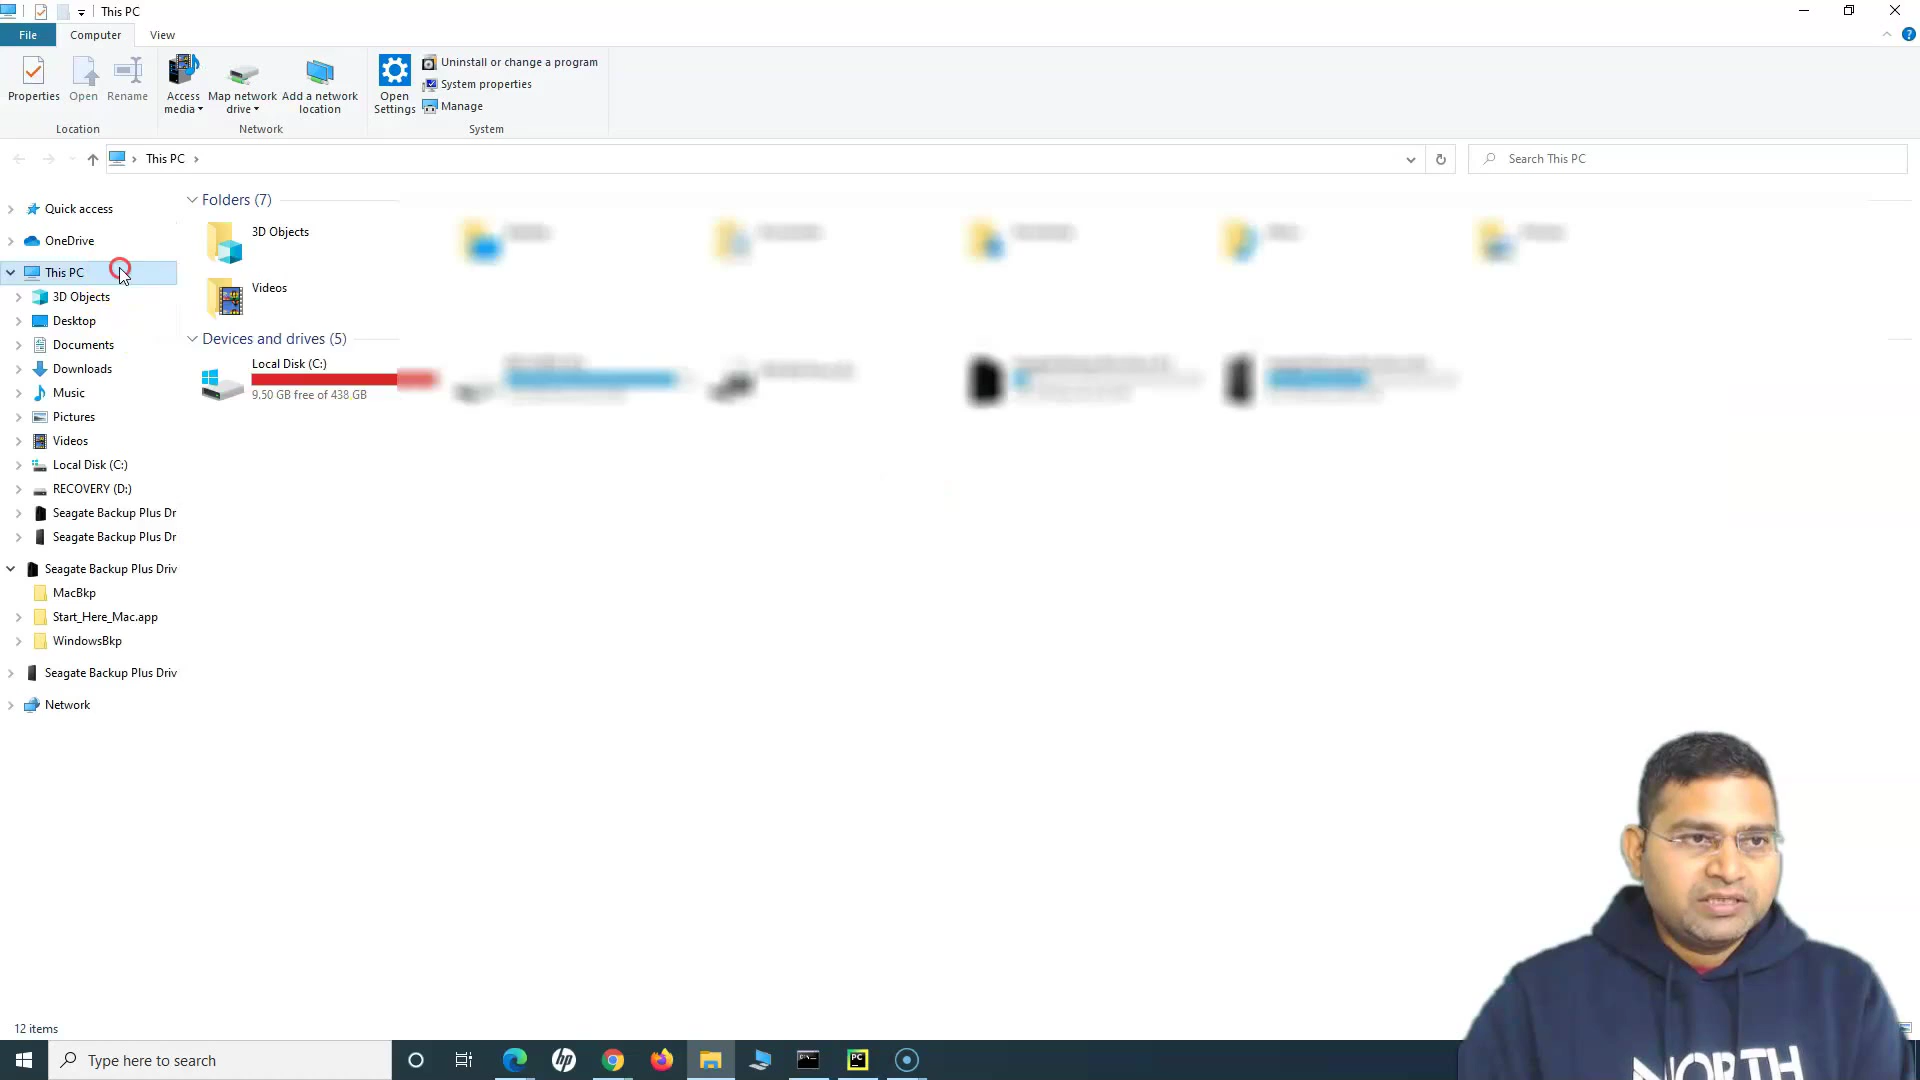 This PC
File
Computer
View
Properties
Open
Rename
Access media
Map network drive
Add a network location
Open Settings
Uninstall or change a program
System properties
Manage
Location
Network
System
This PC
Search This PC
Quick access
OneDrive
This PC
3D Objects
Desktop
Documents
Downloads
Music
Pictures
Videos
Local Disk (C:)
RECOVERY (D:)
Seagate Backup Plus Dr
Seagate Backup Plus Dr
Seagate Backup Plus Driv
MacBkp
Start_Here_Mac.app
WindowsBkp
Seagate Backup Plus Driv
Network
Folders (7)
3D Objects
Videos
Devices and drives (5)
Local Disk (C:)
9.50 GB free of 438 GB
12 items
Type here to search
hp
PC
NORTH